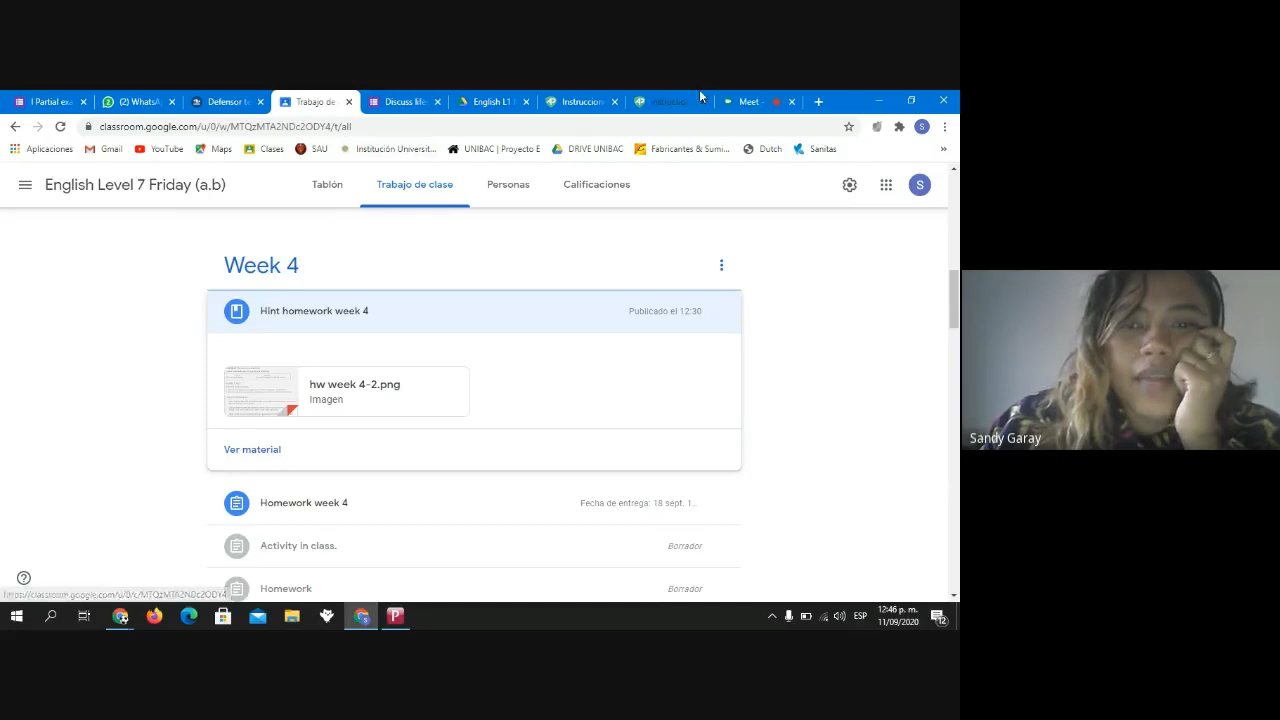 I Partial exa
(2) WhatsA
Defensor te
Trabajo de
Discuss life
English L1
Instruccion
Meet -
classroom.google.com/u/0/w/MTQzMTA2NDc2ODY4/t/all
Aplicaciones
Gmail
YouTube
Maps
Clases
SAU
Institución Universit...
UNIBAC | Proyecto E
DRIVE UNIBAC
Fabricantes & Sumi...
Dutch
Sanitas
»
English Level 7 Friday (a.b)
Tablón
Trabajo de clase
Personas
Calificaciones
S
Week 4
Hint homework week 4
Publicado el 12:30
hw week 4-2.png
Imagen
Ver material
Homework week 4
Fecha de entrega: 18 sept. 1...
Activity in class.
Borrador
Homework
Borrador
ESP
12:46 p. m.
11/09/2020
12
Sandy Garay